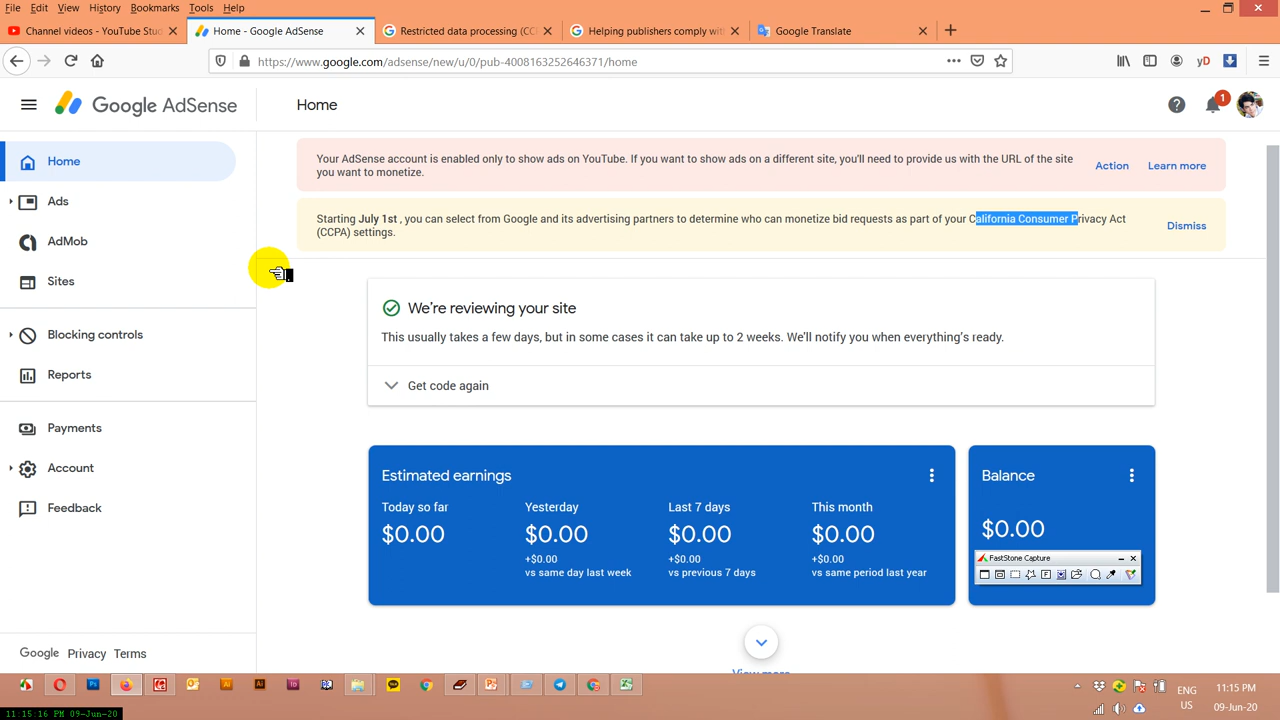 File Edit View History Bookmarks Tools Help
Channel videos - YouTube Stud
Home - Google AdSense
Restricted data processing (CC
Helping publishers comply wit
Google Translate
https://www.google.com/adsense/new/u/0/pub-4008163252646371/home
yD
Google AdSense
Home
1
Home
Ads
AdMob
Sites
Blocking controls
Reports
Payments
Account
Feedback
Google Privacy Terms
Your AdSense account is enabled only to show ads on YouTube. If you want to show ads on a different site, you'll need to provide us with the URL of the site
you want to monetize.
Action Learn more
Starting July 1st , you can select from Google and its advertising partners to determine who can monetize bid requests as part of your California Consumer Privacy Act
(CCPA) settings.
Dismiss
We're reviewing your site
This usually takes a few days, but in some cases it can take up to 2 weeks. We'll notify you when everything's ready.
Get code again
Estimated earnings
Today so far Yesterday Last 7 days This month
$0.00 $0.00 $0.00 $0.00
+$0.00 +$0.00 +$0.00
vs same day last week vs previous 7 days vs same period last year
Balance
$0.00
FastStone Capture
View more
ENG
US
11:15 PM
09-Jun-20
11:15:16 PM 09-Jun-20